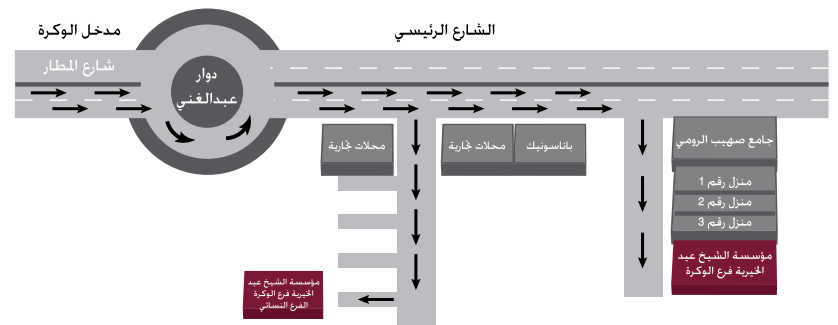 مدخل الوكرة
الشارع الرئيسي
شارع المطار
دوار
عبدالغني
محلات تجارية
محلات تجارية
باناسونيك
جامع صهيب الرومي
منزل رقم 1
منزل رقم 2
منزل رقم 3
مؤسسة الشيخ عيد
الخيرية فرع الوكرة
مؤسسة الشيخ عيد
الخيرية فرع الوكرة
الفرع النسائي